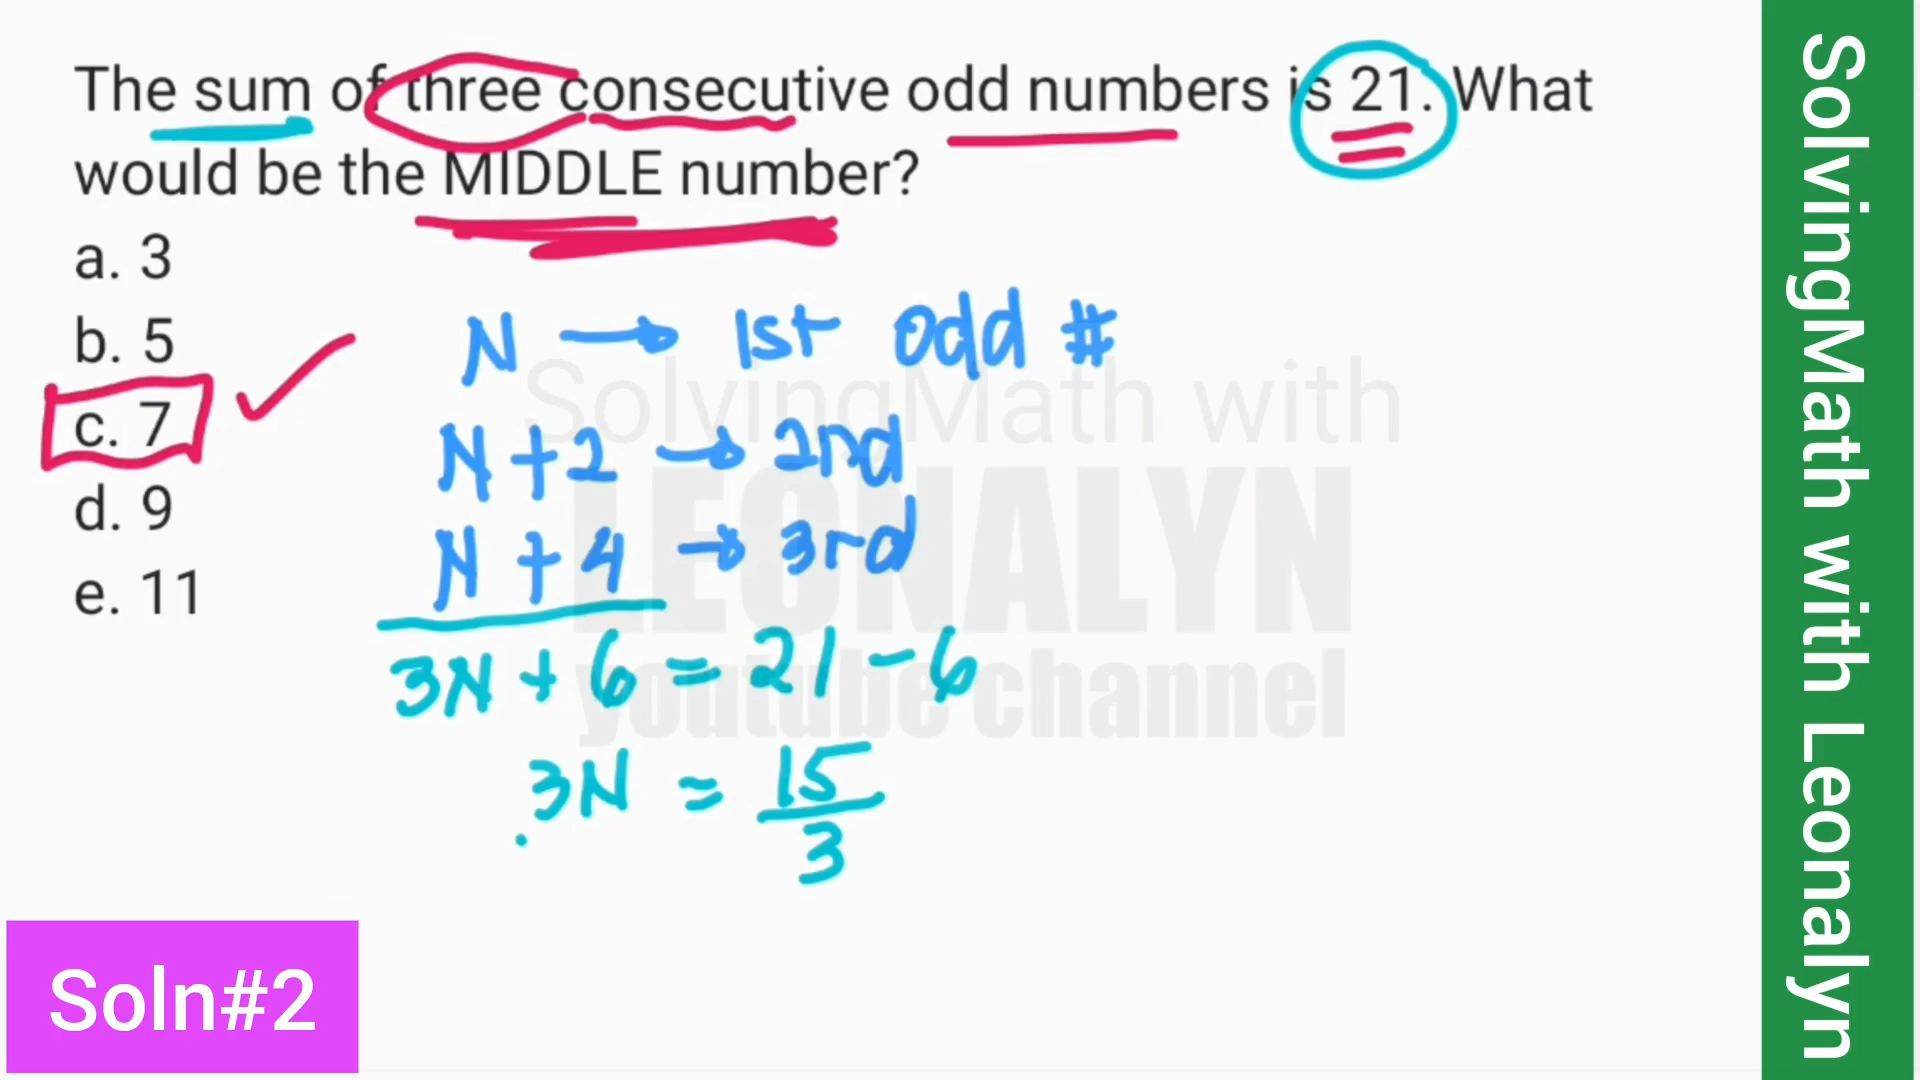 The sum of three consecutive odd numbers is 21. What
would be the MIDDLE number?
a. 3
b. 5
c. 7
d. 9
e. 11
N → 1st odd #
N + 2 → 2nd
N + 4 → 3rd
3N + 6 = 21 - 6
3N = 15
3
Soln#2
SolvingMath with
LEONALYN
youtube channel
SolvingMath with Leonalyn